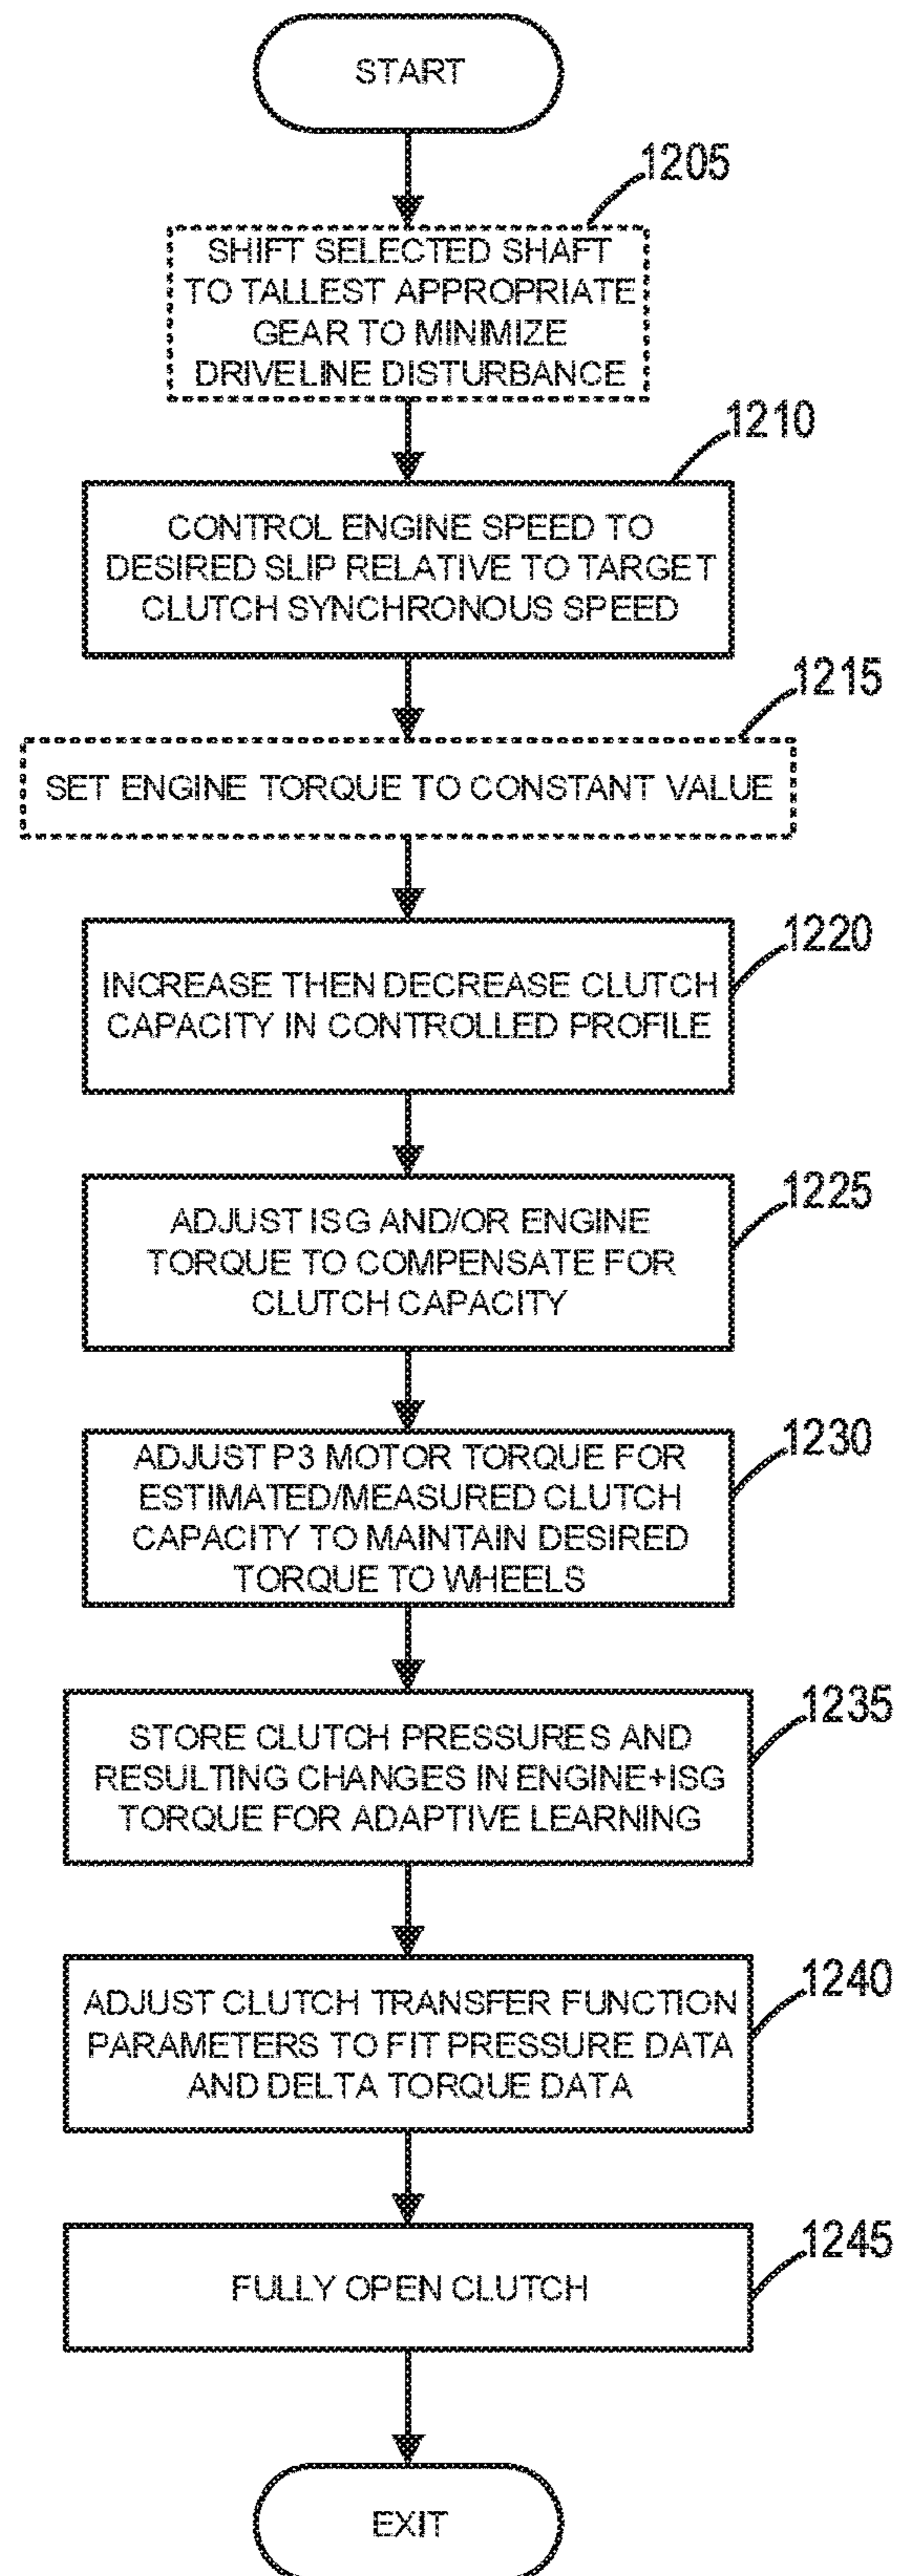 START
1205
SHIFT SELECTED SHAFT
TO TALLEST APPROPRIATE
GEAR TO MINIMIZE
DRIVELINE DISTURBANCE
1210
CONTROL ENGINE SPEED TO
DESIRED SLIP RELATIVE TO TARGET
CLUTCH SYNCHRONOUS SPEED
1215
SET ENGINE TORQUE TO CONSTANT VALUE
1220
INCREASE THEN DECREASE CLUTCH
CAPACITY IN CONTROLLED PROFILE
1225
ADJUST ISG AND/OR ENGINE
TORQUE TO COMPENSATE FOR
CLUTCH CAPACITY
1230
ADJUST P3 MOTOR TORQUE FOR
ESTIMATED/MEASURED CLUTCH
CAPACITY TO MAINTAIN DESIRED
TORQUE TO WHEELS
1235
STORE CLUTCH PRESSURES AND
RESULTING CHANGES IN ENGINE+ISG
TORQUE FOR ADAPTIVE LEARNING
1240
ADJUST CLUTCH TRANSFER FUNCTION
PARAMETERS TO FIT PRESSURE DATA
AND DELTA TORQUE DATA
1245
FULLY OPEN CLUTCH
EXIT